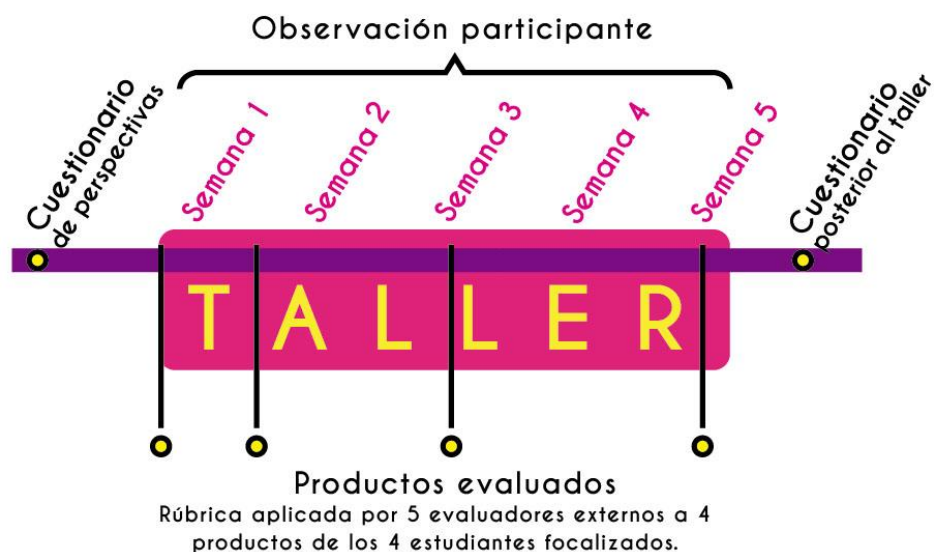 Observación participante
Cuestionario
de perspectivas
Semana 1
Semana 2
Semana 3
Semana 4
Semana 5
Cuestionario
posterior al taller
TALLER
Productos evaluados
Rúbrica aplicada por 5 evaluadores externos a 4
productos de los 4 estudiantes focalizados.